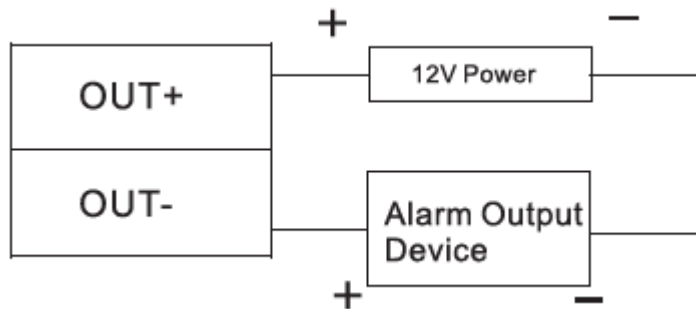 + −
OUT+ 12V Power
OUT- Alarm Output
Device
+ −